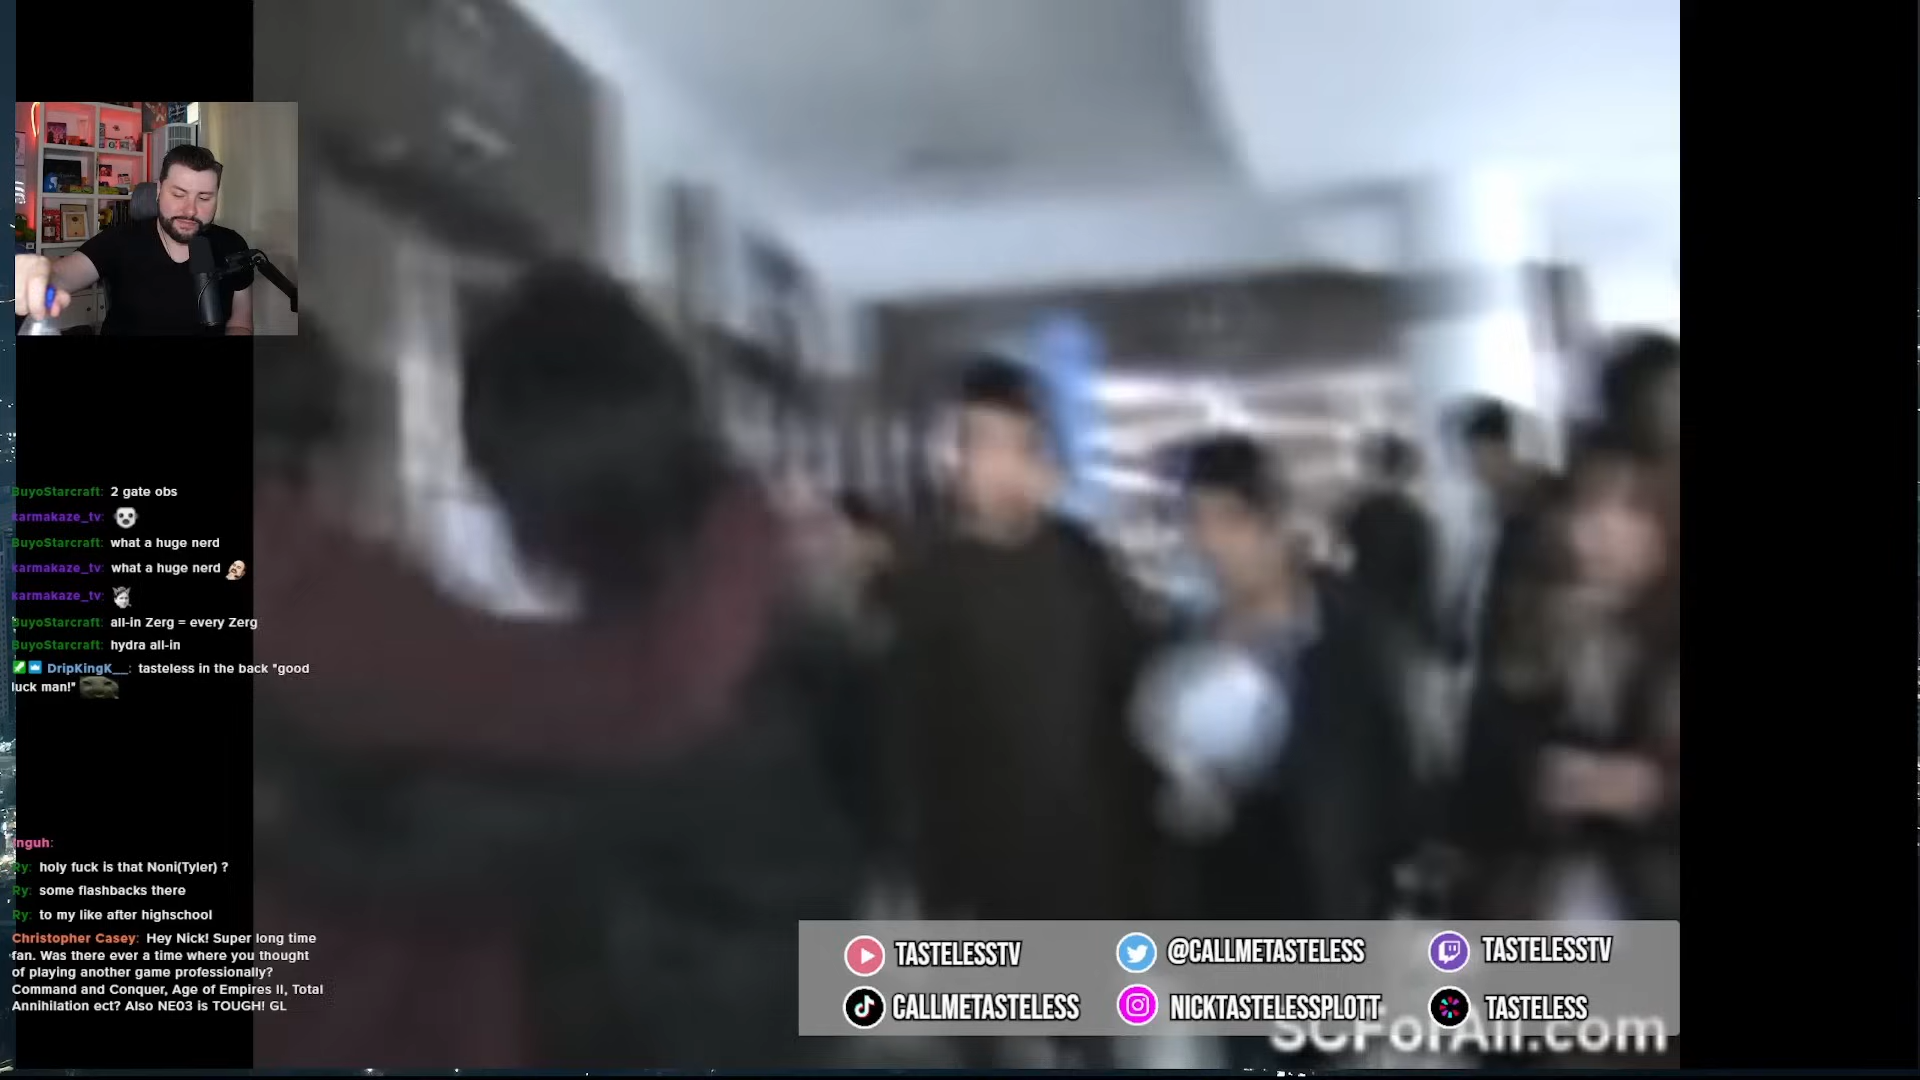 BuyoStarcraft: 2 gate obs
karmakaze_tv:
BuyoStarcraft: what a huge nerd
karmakaze_tv: what a huge nerd
karmakaze_tv:
BuyoStarcraft: all-in Zerg = every Zerg
BuyoStarcraft: hydra all-in
DripKingK__: tasteless in the back "good
luck man!"
inguh:
Ry: holy fuck is that Noni(Tyler) ?
Ry: some flashbacks there
Ry: to my like after highschool
Christopher Casey: Hey Nick! Super long time
fan. Was there ever a time where you thought
of playing another game professionally?
Command and Conquer, Age of Empires II, Total
Annihilation ect? Also NE03 is TOUGH! GL
TASTELESSTV
@CALLMETASTELESS
TASTELESSTV
CALLMETASTELESS
NICKTASTELESSPLOTT
TASTELESS
SCForAll.com